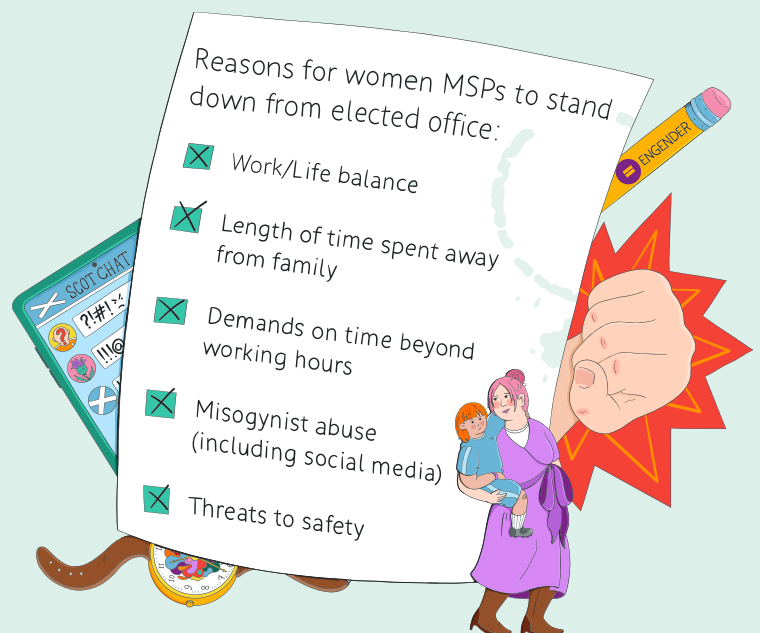 Reasons for women MSPs to stand
down from elected office:
Work/Life balance
Length of time spent away
from family
Demands on time beyond
working hours
Misogynist abuse
(including social media)
Threats to safety
ENGENDER
SCOT CHAT
?!#!
!!!@